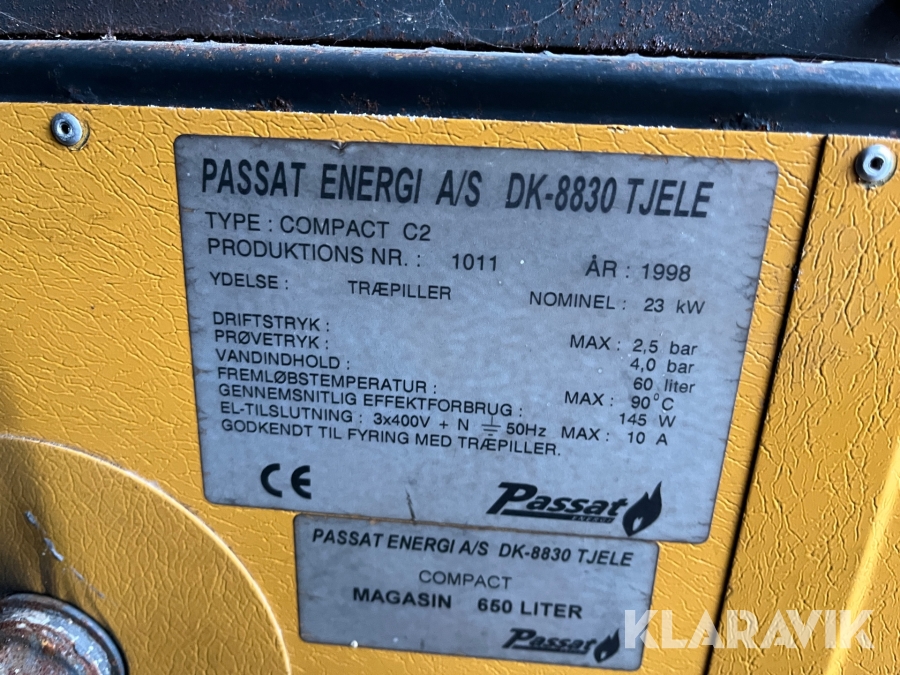 PASSAT ENERGI A/S DK-8830 TJELE
TYPE : COMPACT C2
PRODUKTIONS NR. : 1011 ÅR : 1998
YDELSE : TRÆPILLER NOMINEL : 23 kW
DRIFTSTRYK : MAX : 2,5 bar
PRØVETRYK : 4,0 bar
VANDINDHOLD : 60 liter
FREMLØBSTEMPERATUR : MAX : 90°C
GENNEMSNITLIG EFFEKTFORBRUG : 145 W
EL-TILSLUTNING : 3x400V + N ⏚ 50Hz MAX : 10 A
GODKENDT TIL FYRING MED TRÆPILLER.
CE
Passat
ENERGI
PASSAT ENERGI A/S DK-8830 TJELE
COMPACT
MAGASIN 650 LITER
Passat
KLARAVIK